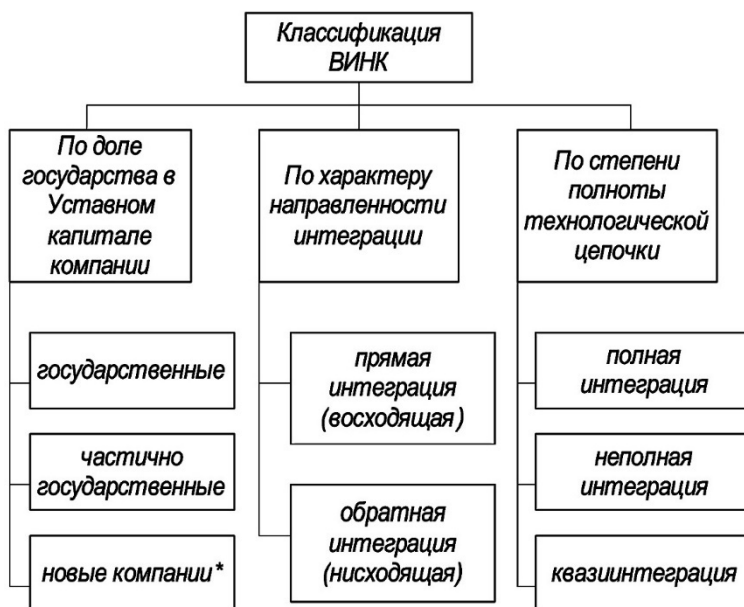 Классификация
ВИНК
По доле
государства в
Уставном
капитале
компании
государственные
частично
государственные
новые компании*
По характеру
направленности
интеграции
прямая
интеграция
(восходящая)
обратная
интеграция
(нисходящая)
По степени
полноты
технологической
цепочки
полная
интеграция
неполная
интеграция
квазиинтеграция